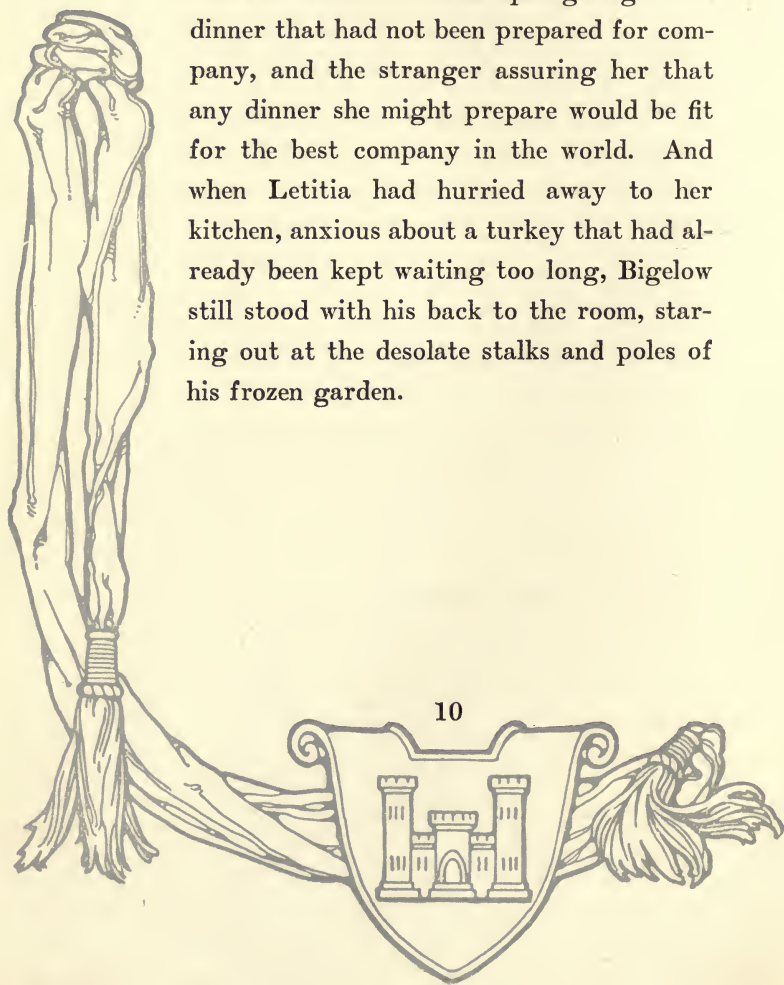 dinner that had not been prepared for com-
pany, and the stranger assuring her that
any dinner she might prepare would be fit
for the best company in the world. And
when Letitia had hurried away to her
kitchen, anxious about a turkey that had al-
ready been kept waiting too long, Bigelow
still stood with his back to the room, star-
ing out at the desolate stalks and poles of
his frozen garden.
10